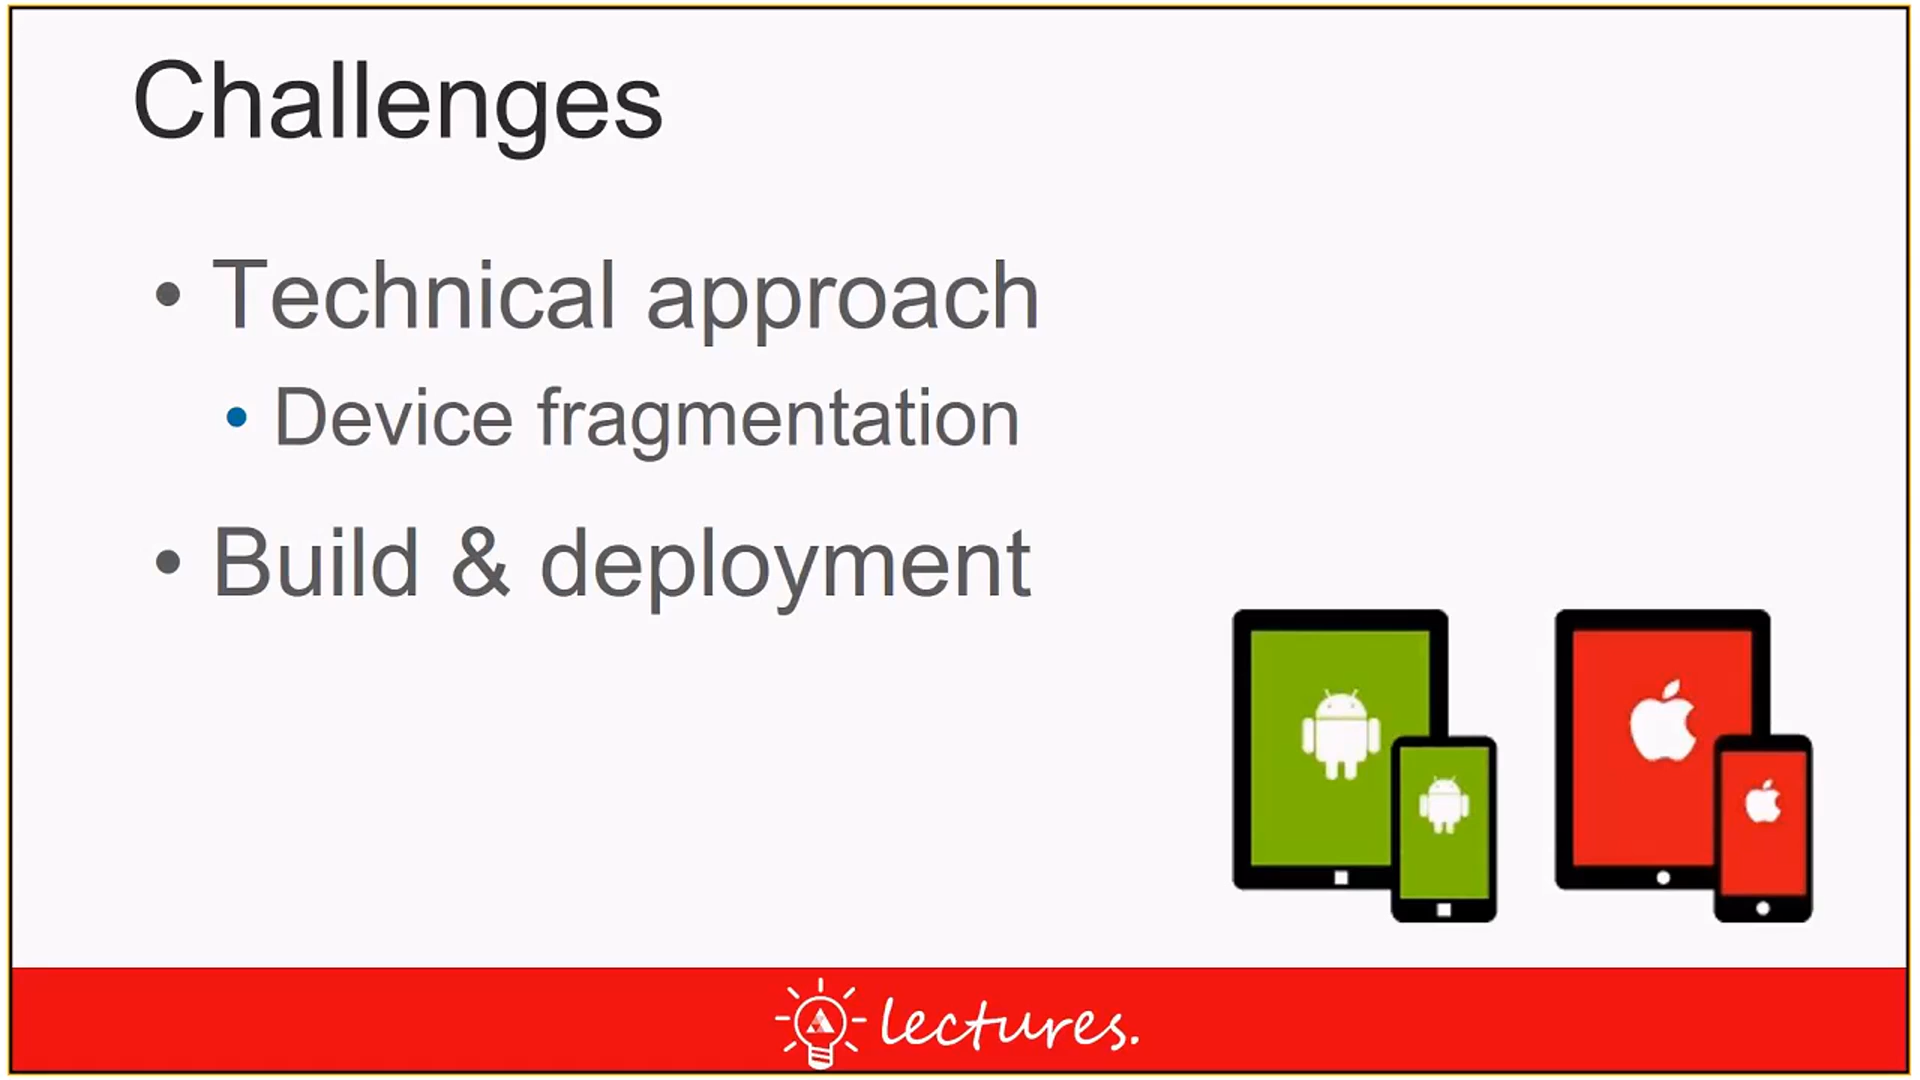 Challenges
• Technical approach
• Device fragmentation
• Build & deployment
lectures.